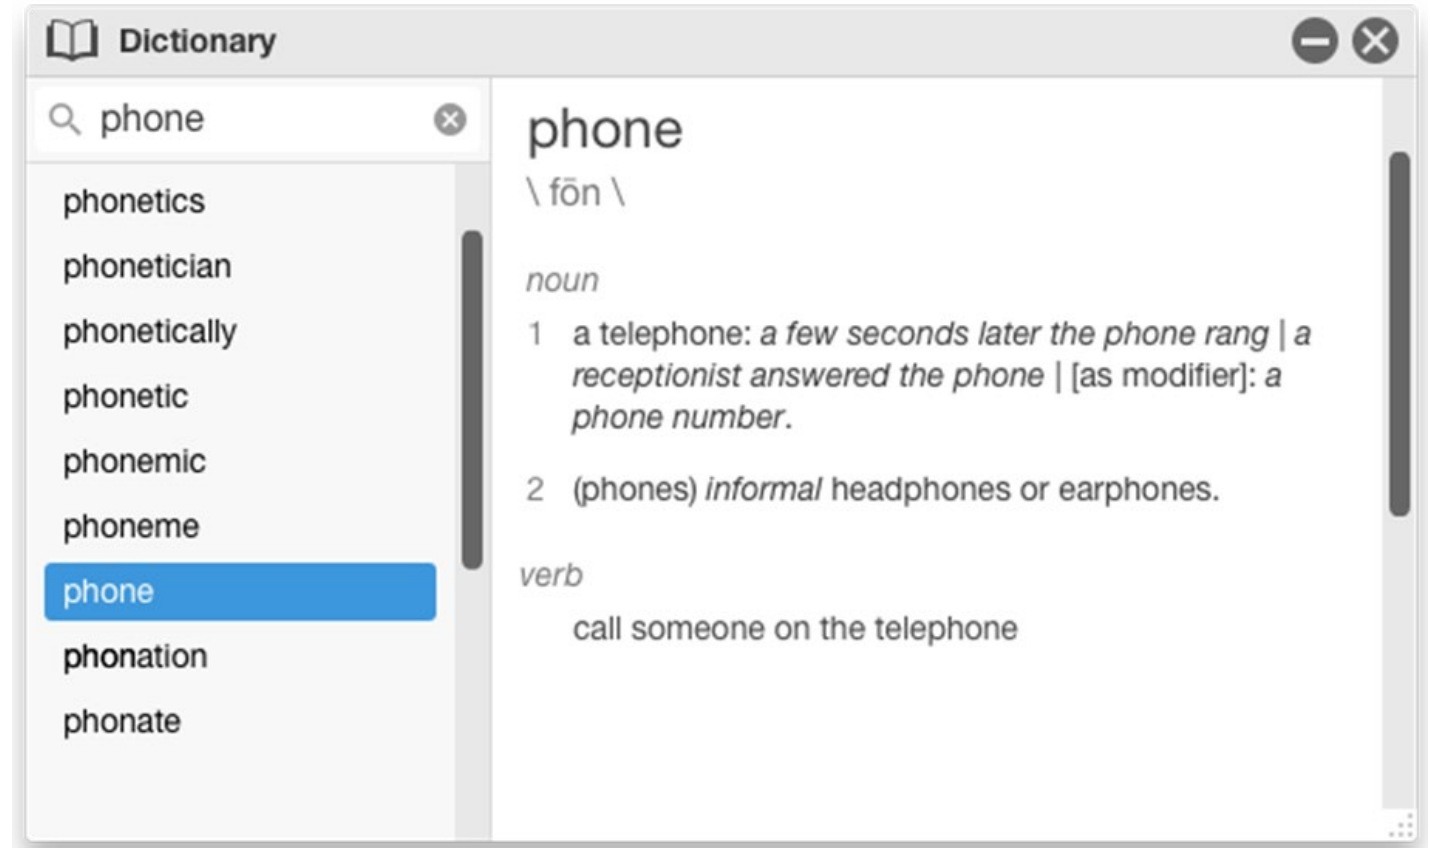 Dictionary
phone
phonetics
phonetician
phonetically
phonetic
phonemic
phoneme
phone
phonation
phonate
phone
\ fōn \
noun
1 a telephone: a few seconds later the phone rang | a
receptionist answered the phone | [as modifier]: a
phone number.
2 (phones) informal headphones or earphones.
verb
call someone on the telephone